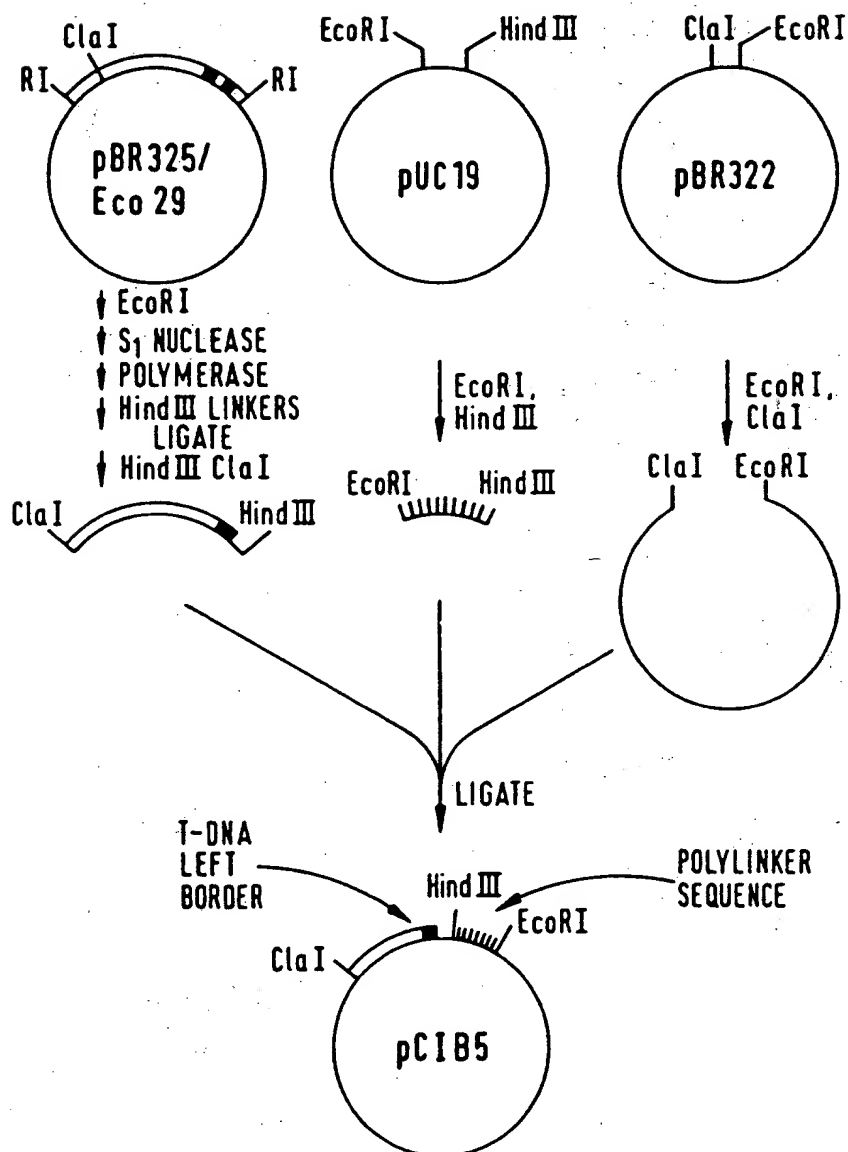 ClaI
RI
RI
pBR325/
Eco 29
EcoRI
HindIII
pUC19
ClaI
EcoRI
pBR322
EcoRI
S1 NUCLEASE
POLYMERASE
HindIII LINKERS
LIGATE
HindIII ClaI
EcoRI,
HindIII
EcoRI,
ClaI
ClaI
HindIII
EcoRI
HindIII
ClaI
EcoRI
LIGATE
T-DNA
LEFT
BORDER
HindIII
EcoRI
POLYLINKER
SEQUENCE
ClaI
pCIB5